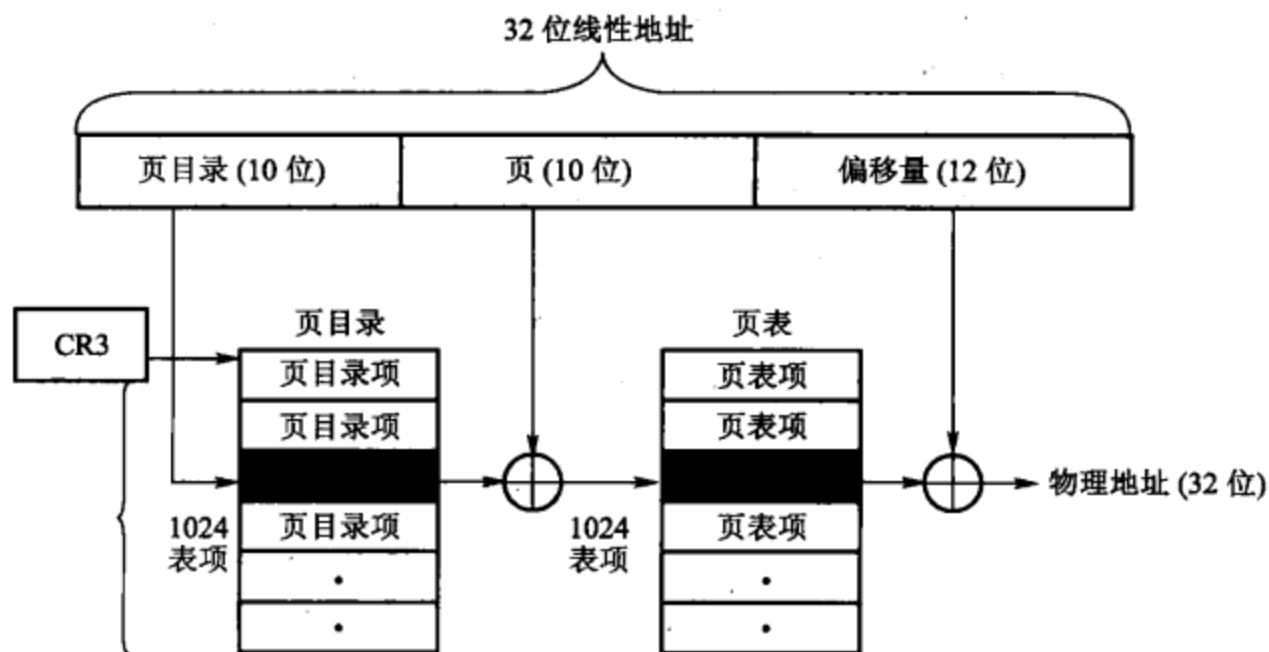 32 位线性地址
页目录 (10 位)
页 (10 位)
偏移量 (12 位)
CR3
页目录
页目录项
页目录项
页目录项
1024
表项
页表
页表项
页表项
页表项
1024
表项
物理地址 (32 位)